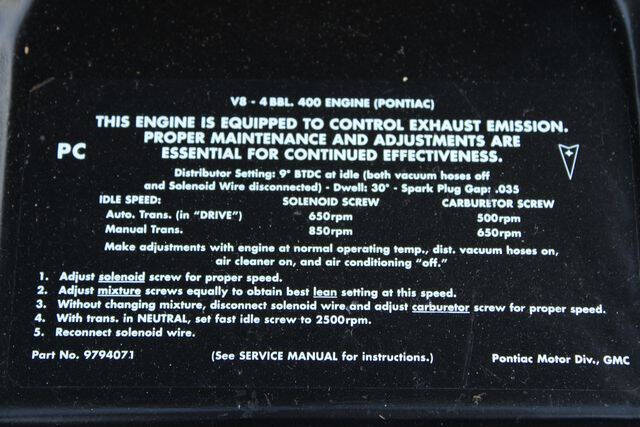 V8 - 4 BBL. 400 ENGINE (PONTIAC)
THIS ENGINE IS EQUIPPED TO CONTROL EXHAUST EMISSION.
PROPER MAINTENANCE AND ADJUSTMENTS ARE
PC
ESSENTIAL FOR CONTINUED EFFECTIVENESS.
Distributor Setting: 9° BTDC at idle (both vacuum hoses off
and Solenoid Wire disconnected) - Dwell: 30° - Spark Plug Gap: .035
IDLE SPEED: SOLENOID SCREW CARBURETOR SCREW
Auto. Trans. (in "DRIVE") 650rpm 500rpm
Manual Trans. 850rpm 650rpm
Make adjustments with engine at normal operating temp., dist. vacuum hoses on,
air cleaner on, and air conditioning "off."
1. Adjust solenoid screw for proper speed.
2. Adjust mixture screws equally to obtain best lean setting at this speed.
3. Without changing mixture, disconnect solenoid wire and adjust carburetor screw for proper speed.
4. With trans. in NEUTRAL, set fast idle screw to 2500rpm.
5. Reconnect solenoid wire.
Part No. 9794071 (See SERVICE MANUAL for instructions.) Pontiac Motor Div., GMC